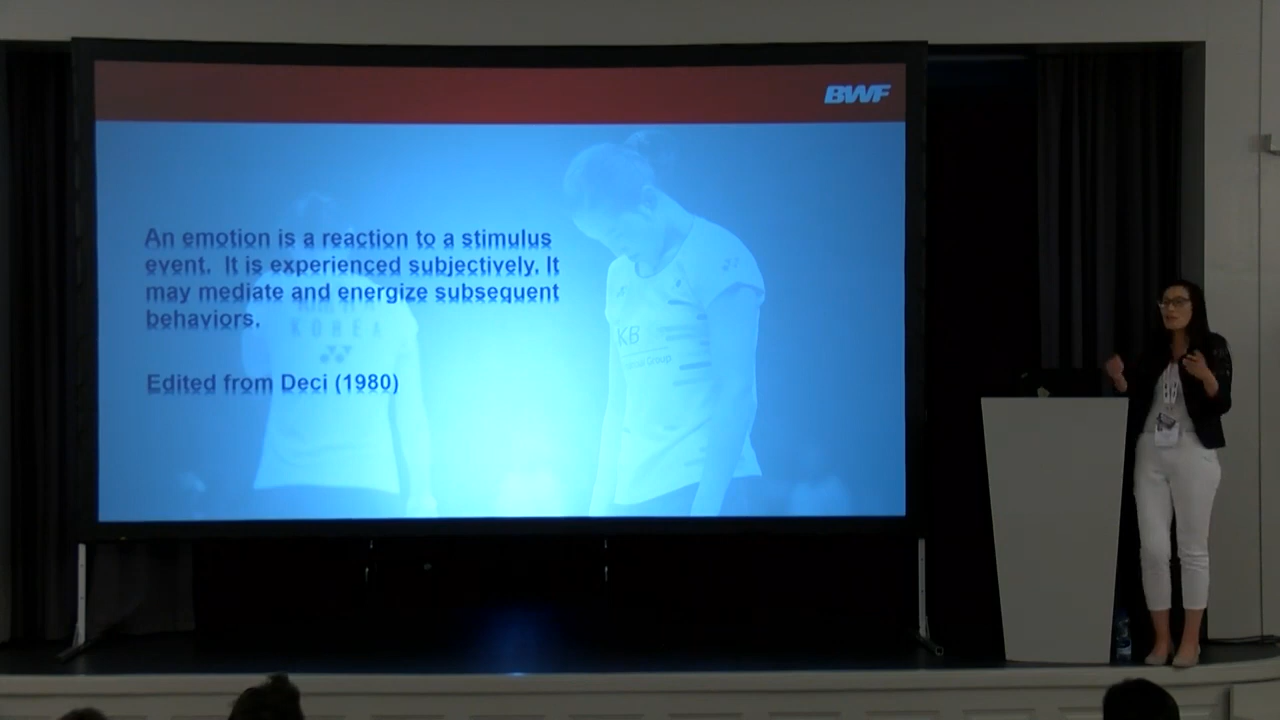 BWF
An emotion is a reaction to a stimulus
event. It is experienced subjectively. It
may mediate and energize subsequent
behaviors.
KOREA
KB
Group
Edited from Deci (1980)